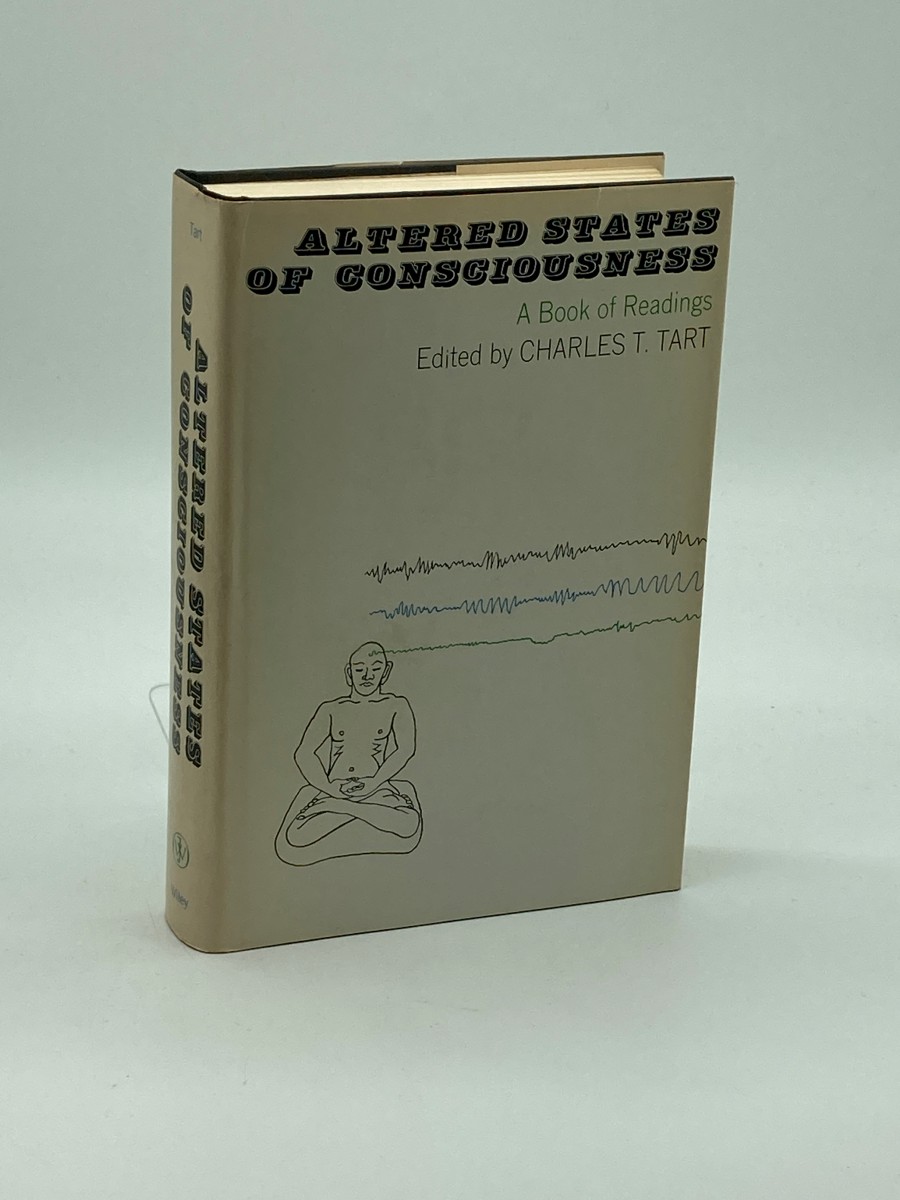 ALTERED STATES
OF CONSCIOUSNESS
A Book of Readings
Edited by CHARLES T. TART
Tart
ALTERED STATES
OF CONSCIOUSNESS
Wiley